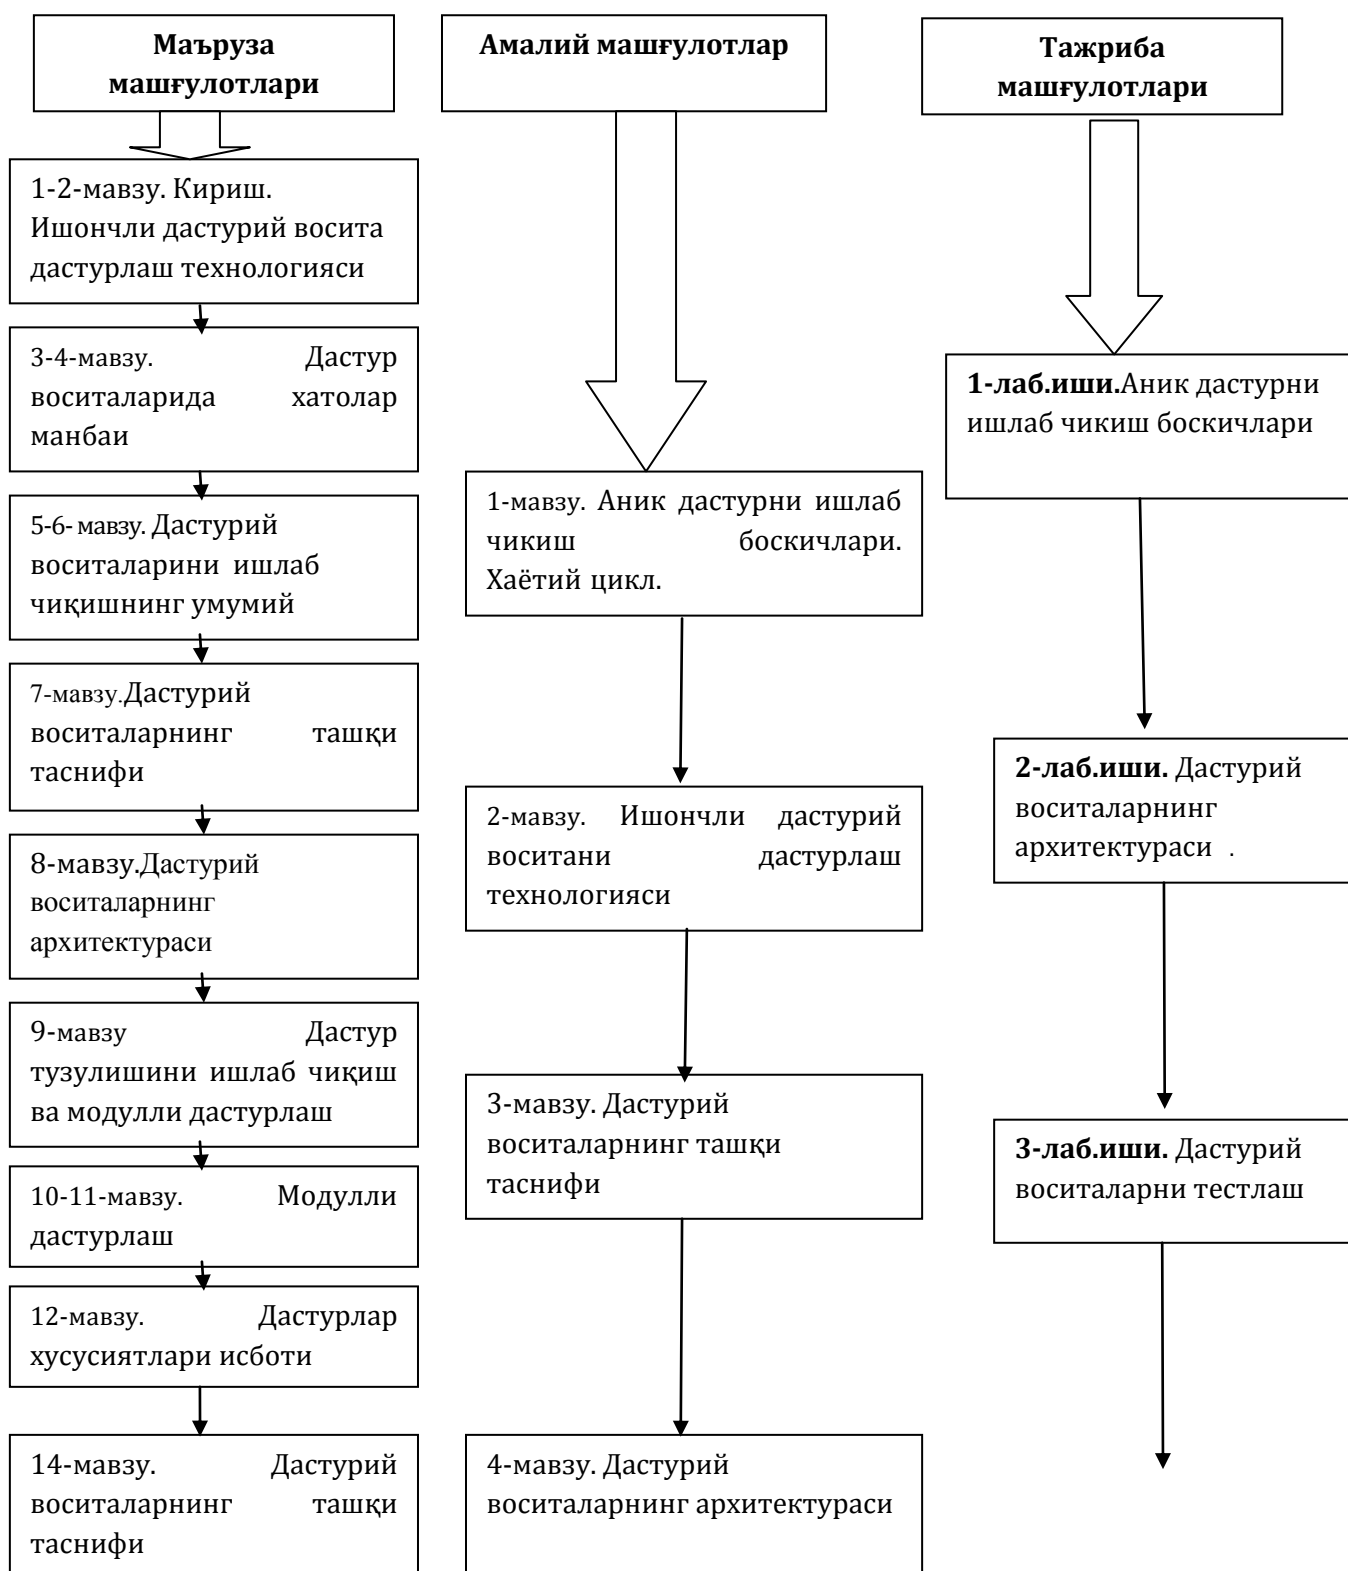 Маъруза
машғулотлари
1-2-мавзу. Кириш.
Ишончли дастурий восита
дастурлаш технологияси
3-4-мавзу. Дастур
воситаларида хатолар
манбаи
5-6- мавзу. Дастурий
воситаларини ишлаб
чиқишнинг умумий
7-мавзу.Дастурий
воситаларнинг ташқи
таснифи
8-мавзу.Дастурий
воситаларнинг
архитектураси
9-мавзу Дастур
тузулишини ишлаб чиқиш
ва модулли дастурлаш
10-11-мавзу. Модулли
дастурлаш
12-мавзу. Дастурлар
хусусиятлари исботи
14-мавзу. Дастурий
воситаларнинг ташқи
таснифи
Амалий машғулотлар
1-мавзу. Аник дастурни ишлаб
чикиш боскичлари.
Хаётий цикл.
2-мавзу. Ишончли дастурий
воситани дастурлаш
технологияси
3-мавзу. Дастурий
воситаларнинг ташқи
таснифи
4-мавзу. Дастурий
воситаларнинг архитектураси
Тажриба
машғулотлари
1-лаб.иши.Аник дастурни
ишлаб чикиш боскичлари
2-лаб.иши. Дастурий
воситаларнинг
архитектураси .
3-лаб.иши. Дастурий
воситаларни тестлаш